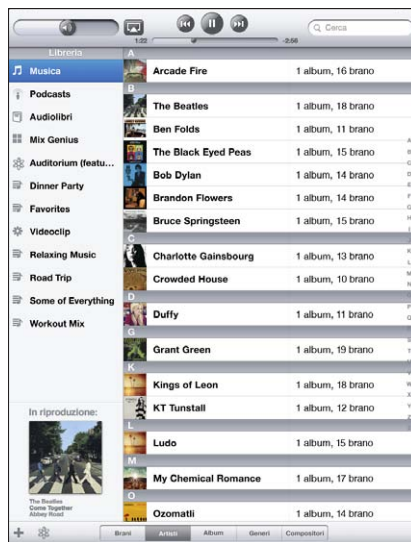 1:22
-2:56
Cerca
Libreria
Musica
Podcasts
Audiolibri
Mix Genius
Auditorium (featu...
Dinner Party
Favorites
Videoclip
Relaxing Music
Road Trip
Some of Everything
Workout Mix
In riproduzione:
The Beatles
Come Together
Abbey Road
A
Arcade Fire 1 album, 16 brano
B
The Beatles 1 album, 18 brano
Ben Folds 1 album, 11 brano
The Black Eyed Peas 1 album, 15 brano
Bob Dylan 1 album, 14 brano
Brandon Flowers 1 album, 14 brano
Bruce Springsteen 1 album, 15 brano
C
Charlotte Gainsbourg 1 album, 13 brano
Crowded House 1 album, 10 brano
D
Duffy 1 album, 11 brano
G
Grant Green 1 album, 19 brano
K
Kings of Leon 1 album, 18 brano
KT Tunstall 1 album, 12 brano
L
Ludo 1 album, 15 brano
M
My Chemical Romance 1 album, 17 brano
O
Ozomatli 1 album, 14 brano
Brani Artisti Album Generi Compositori